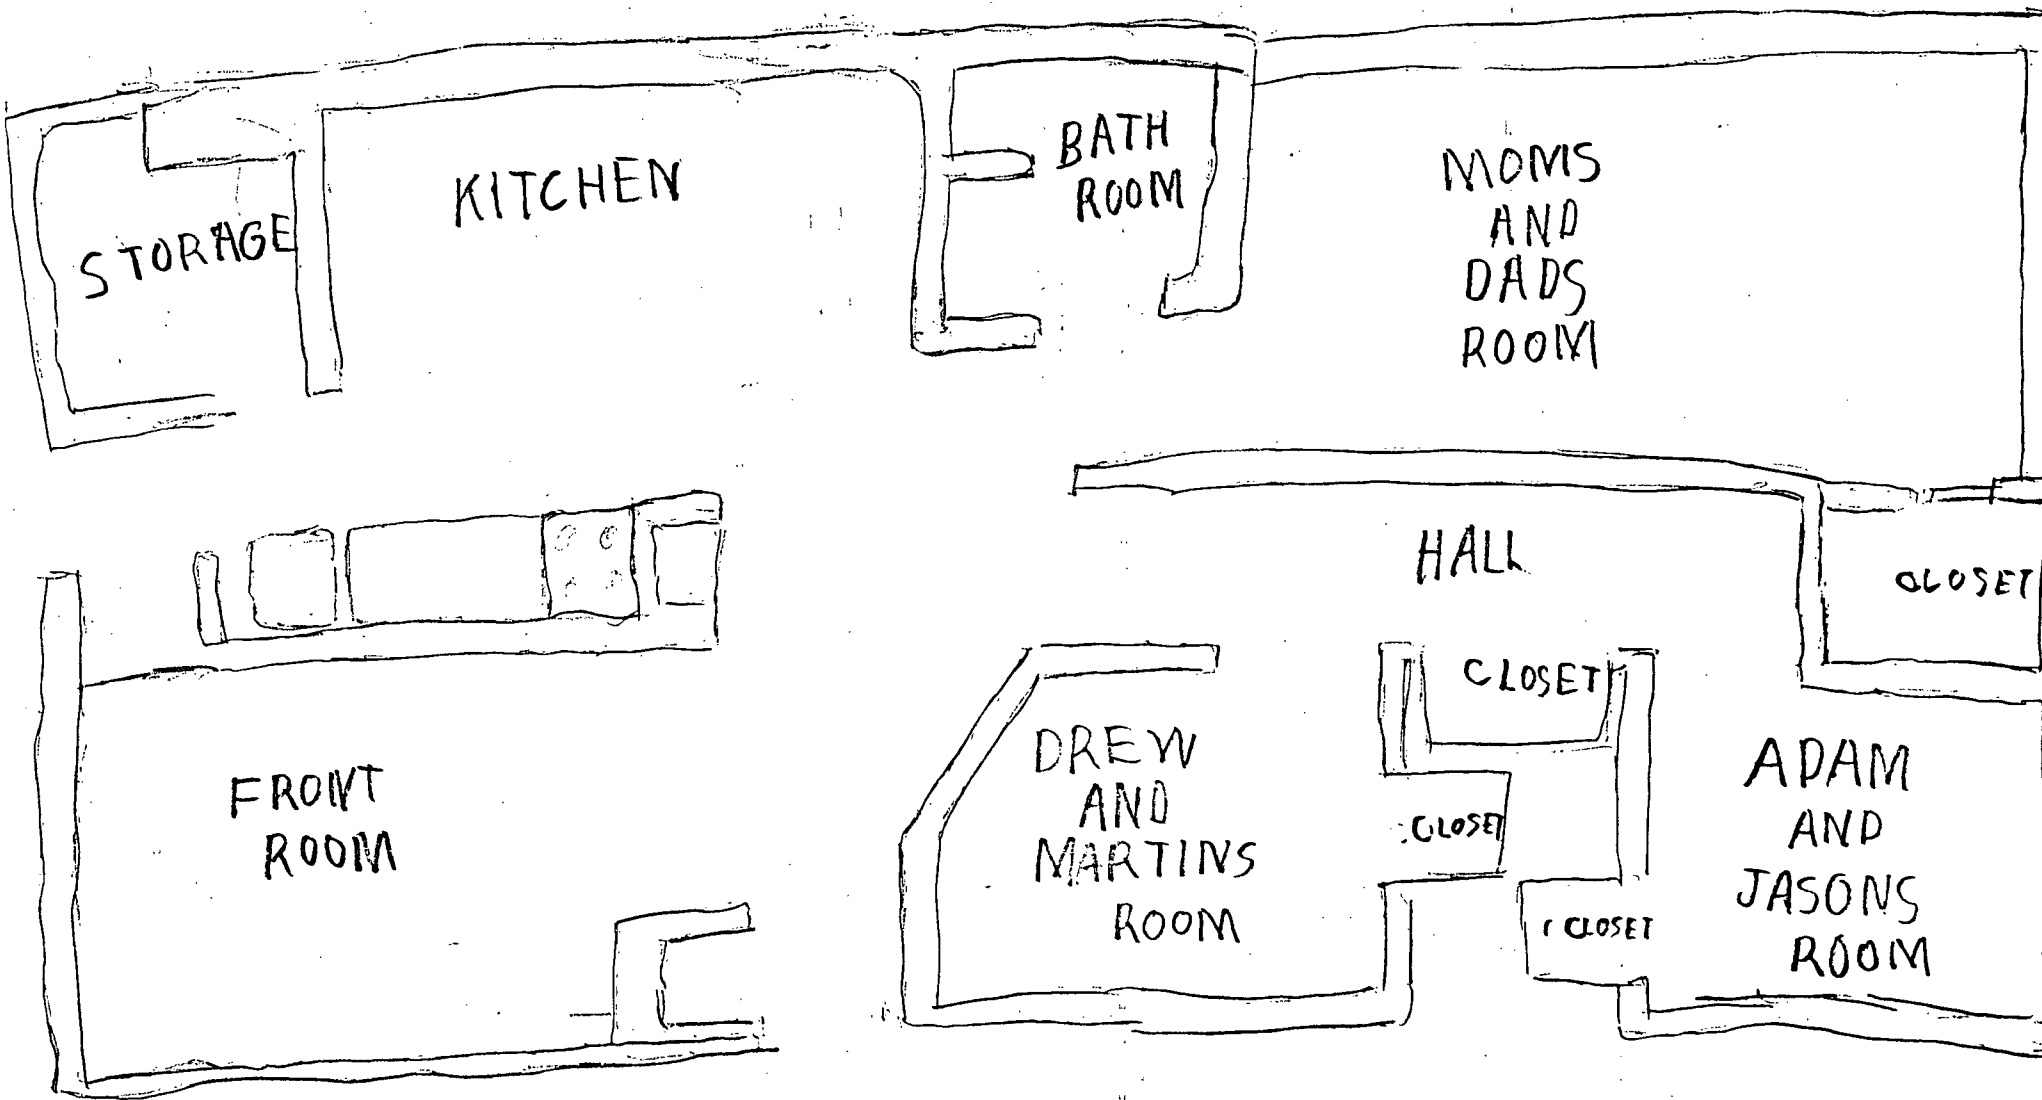 STORAGE
KITCHEN
BATH
ROOM
MOMS
AND
DADS
ROOM
HALL
CLOSET
CLOSET
FRONT
ROOM
DREW
AND
MARTINS
ROOM
CLOSET
CLOSET
ADAM
AND
JASONS
ROOM